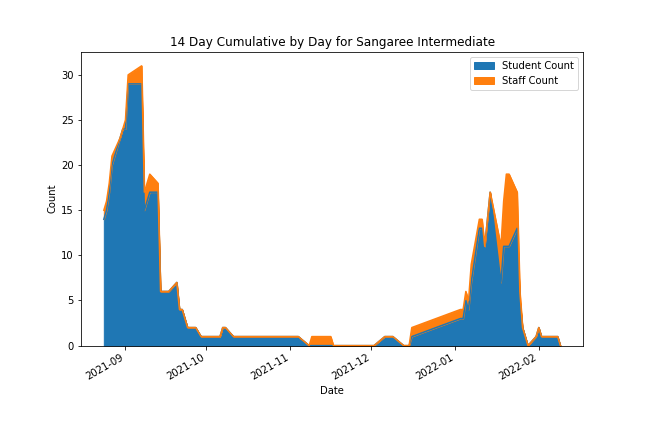 14 Day Cumulative by Day for Sangaree Intermediate
Student Count
Staff Count
30
25
20
15
10
5
0
Count
2021-09
2021-10
2021-11
2021-12
2022-01
2022-02
Date